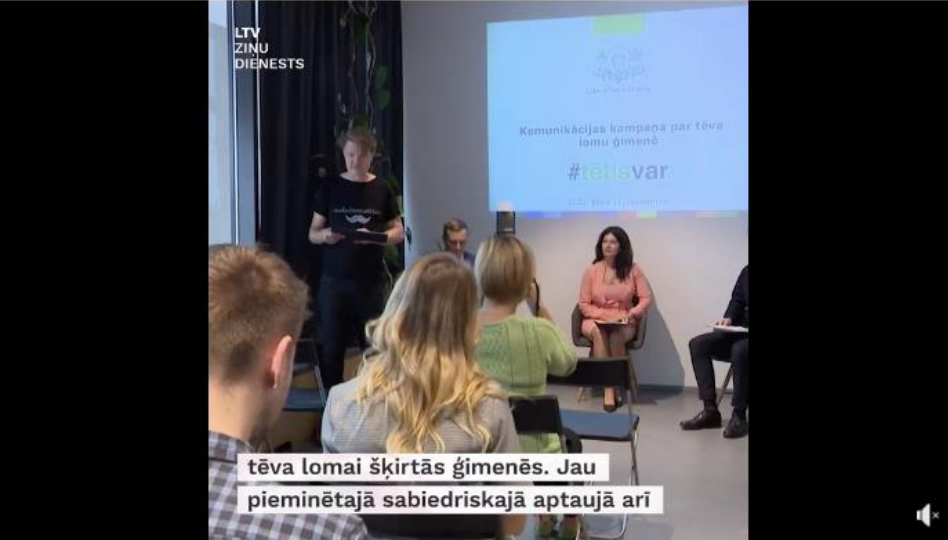 LTV
ZIŅU
DIENESTS
Komunikācijas kampaņa par tēva
lomu ģimenē
#tētisvar
tēva lomai šķirtās ģimenēs. Jau
pieminētajā sabiedriskajā aptaujā arī